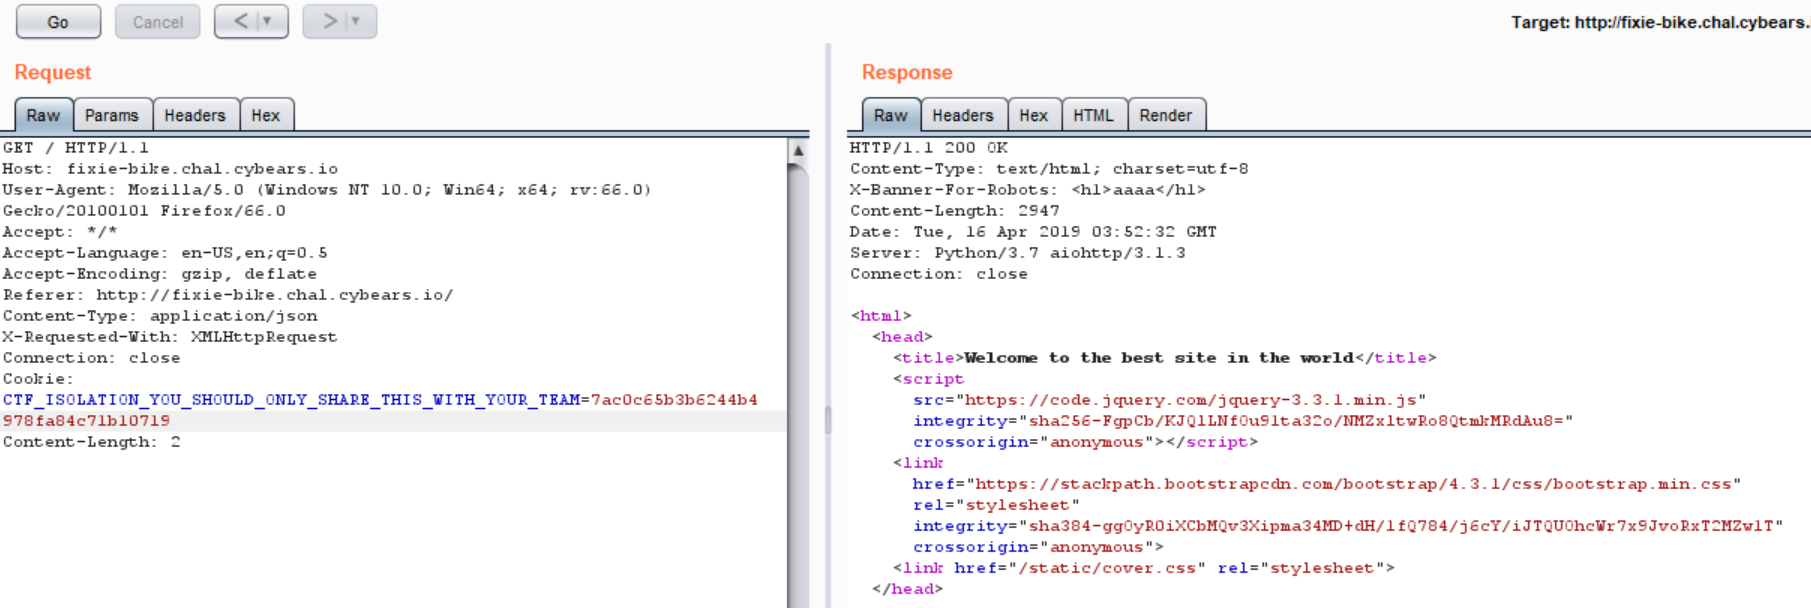 Go Cancel < > Target: http://fixie-bike.chal.cybears.
Request
Raw Params Headers Hex
GET / HTTP/1.1
Host: fixie-bike.chal.cybears.io
User-Agent: Mozilla/5.0 (Windows NT 10.0; Win64; x64; rv:66.0)
Gecko/20100101 Firefox/66.0
Accept: */*
Accept-Language: en-US,en;q=0.5
Accept-Encoding: gzip, deflate
Referer: http://fixie-bike.chal.cybears.io/
Content-Type: application/json
X-Requested-With: XMLHttpRequest
Connection: close
Cookie:
CTF_ISOLATION_YOU_SHOULD_ONLY_SHARE_THIS_WITH_YOUR_TEAM=7ac0c65b3b6244b4
978fa84c71b10719
Content-Length: 2
Response
Raw Headers Hex HTML Render
HTTP/1.1 200 OK
Content-Type: text/html; charset=utf-8
X-Banner-For-Robots: <h1>aaaa</h1>
Content-Length: 2947
Date: Tue, 16 Apr 2019 03:52:32 GMT
Server: Python/3.7 aiohttp/3.1.3
Connection: close
<html>
<head>
<title>Welcome to the best site in the world</title>
<script
src="https://code.jquery.com/jquery-3.3.1.min.js"
integrity="sha256-FgpCb/KJQlLNfOu91ta32o/NMZxltwRo8QtmkMRdAu8="
crossorigin="anonymous"></script>
<link
href="https://stackpath.bootstrapcdn.com/bootstrap/4.3.1/css/bootstrap.min.css"
rel="stylesheet"
integrity="sha384-ggOyR0iXCbMQv3Xipma34MD+dH/1fQ784/j6cY/iJTQUOhcWr7x9JvoRxT2MZw1T"
crossorigin="anonymous">
<link href="/static/cover.css" rel="stylesheet">
</head>